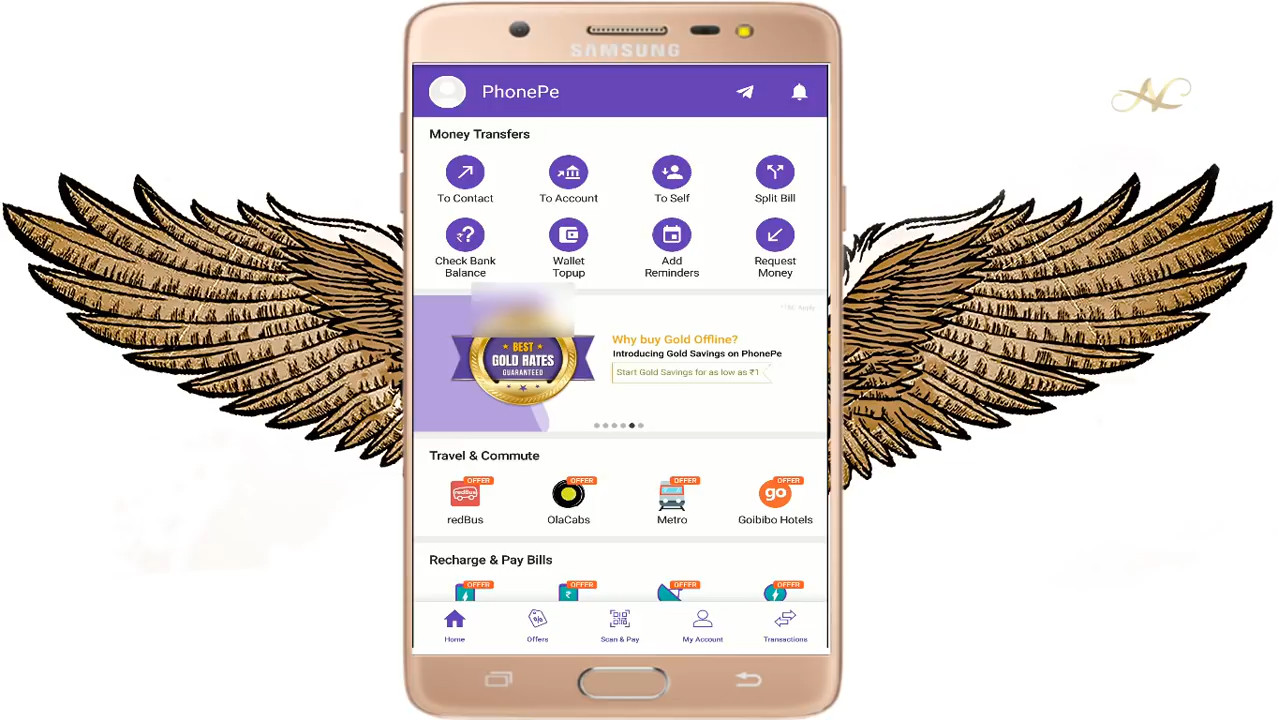 SAMSUNG
PhonePe
Money Transfers
To Contact
To Account
To Self
Split Bill
₹?
Check Bank
Balance
Wallet
Topup
Add
Reminders
Request
Money
*T&C Apply
BEST
GOLD RATES
GUARANTEED
Why buy Gold Offline?
Introducing Gold Savings on PhonePe
Start Gold Savings for as low as ₹1
Travel & Commute
OFFER
OFFER
OFFER
OFFER
redBus
go
redBus
OlaCabs
Metro
Goibibo Hotels
Recharge & Pay Bills
OFFER
OFFER
OFFER
OFFER
₹
%
Home
Offers
Scan & Pay
My Account
Transactions